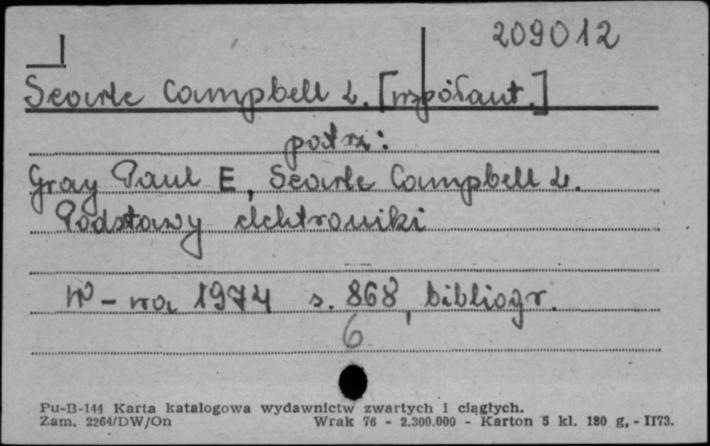 209012
Searle Campbell L. [współaut.]
patrz:
Gray Paul E, Searle Campbell L.
Podstawy elektroniki
W-wa 1974 s. 868, bibliogr.
6
Pu-B-144 Karta katalogowa wydawnictw zwartych i ciągłych.
Zam. 2264/DW/On Wrak 76 - 2.300.000 - Karton 5 kl. 180 g, - II73.